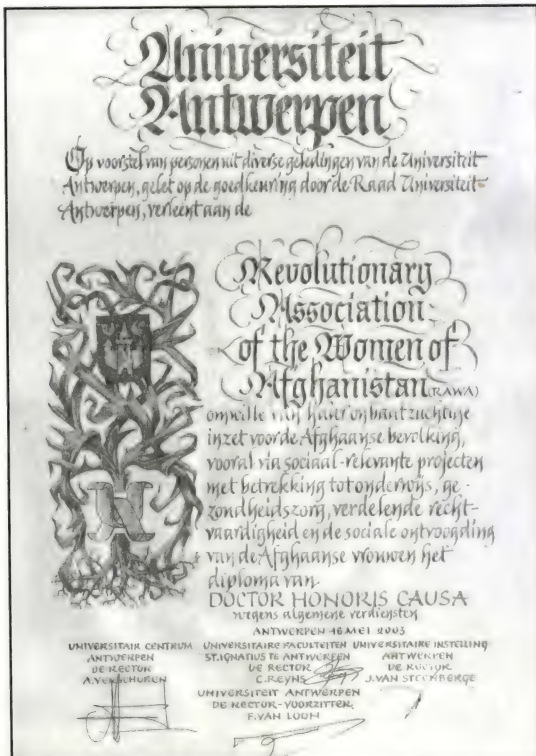 Universiteit
Antwerpen
Op voorstel van personen uit diverse geledingen van de Universiteit
Antwerpen, gelet op de goedkeuring door de Raad Universiteit
Antwerpen, verleent aan de
Revolutionary
Association
of the Women of
Afghanistan (RAWA)
omwille van haar onbaatzuchtige
inzet voor de Afghaanse bevolking,
vooral via sociaal-relevante projecten
met betrekking tot onderwijs, ge-
zondheidszorg, verdelende recht-
vaardigheid en de sociale ontvoogding
van de Afghaanse vrouwen het
diploma van
DOCTOR HONORIS CAUSA
wegens algemene verdiensten
ANTWERPEN 16 MEI 2003
UNIVERSITAIR CENTRUM UNIVERSITAIRE FACULTEITEN UNIVERSITAIRE INSTELLING
ANTWERPEN ST. IGNATIUS TE ANTWERPEN ANTWERPEN
DE RECTOR DE RECTOR DE RECTOR
A. VERSCHUREN C. REYNS J. VAN STEENBERGE
UNIVERSITEIT ANTWERPEN
DE RECTOR-VOORZITTER,
F. VAN LOON